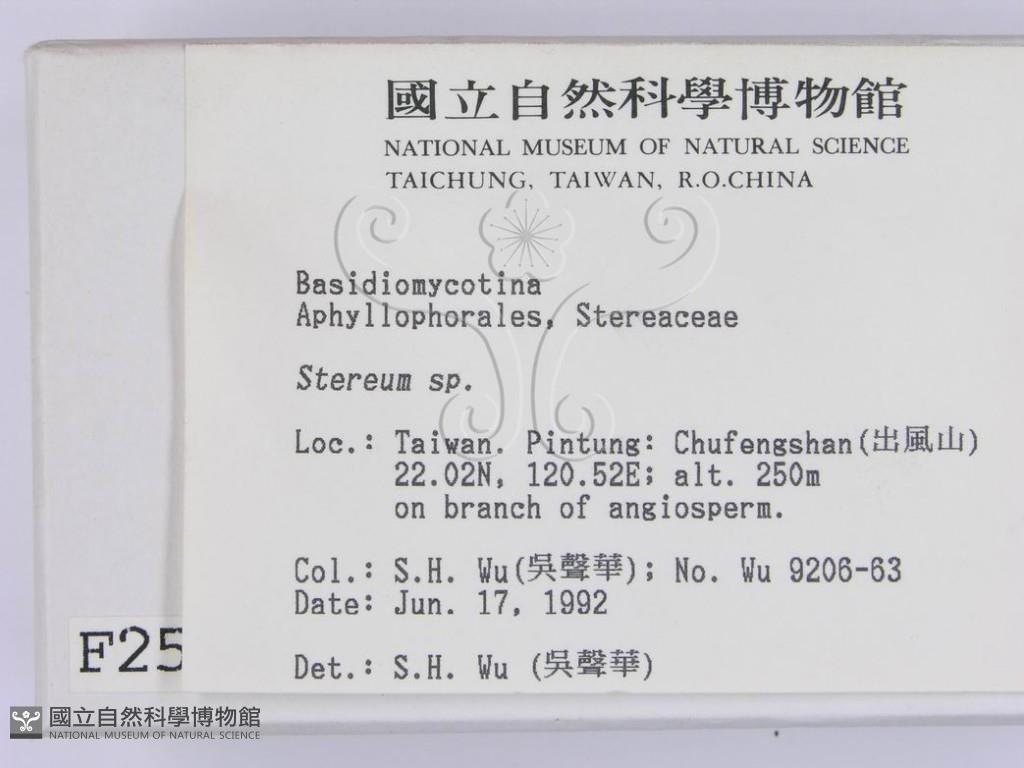 國立自然科學博物館
NATIONAL MUSEUM OF NATURAL SCIENCE
TAICHUNG, TAIWAN, R.O.CHINA
Basidiomycotina
Aphyllophorales, Stereaceae
Stereum sp.
Loc.: Taiwan. Pintung: Chufengshan(出風山)
22.02N, 120.52E; alt. 250m
on branch of angiosperm.
Col.: S.H. Wu(吳聲華); No. Wu 9206-63
Date: Jun. 17, 1992
Det.: S.H. Wu (吳聲華)
F25
國立自然科學博物館
NATIONAL MUSEUM OF NATURAL SCIENCE